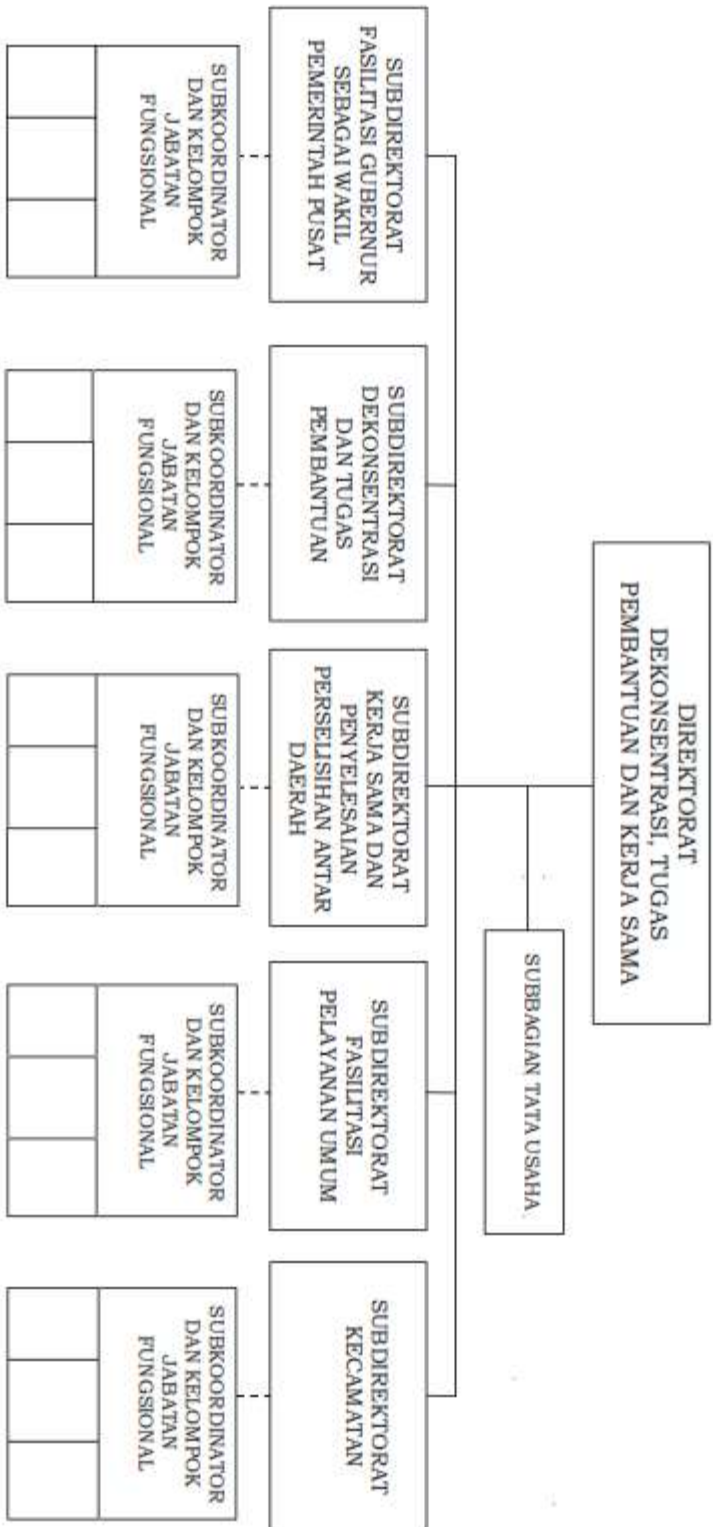 DIREKTORAT
DEKONSENTRASI, TUGAS
PEMBANTUAN DAN KERJA SAMA
SUBBAGIAN TATA USAHA
SUBDIREKTORAT
FASILITASI GUBERNUR
SEBAGAI WAKIL
PEMERINTAH PUSAT
SUBDIREKTORAT
DEKONSENTRASI
DAN TUGAS
PEMBANTUAN
SUBDIREKTORAT
KERJA SAMA DAN
PENYELESAIAN
PERSELISIHAN ANTAR
DAERAH
SUBDIREKTORAT
FASILITASI
PELAYANAN UMUM
SUBDIREKTORAT
KECAMATAN
SUBKOORDINATOR
DAN KELOMPOK
JABATAN
FUNGSIONAL
SUBKOORDINATOR
DAN KELOMPOK
JABATAN
FUNGSIONAL
SUBKOORDINATOR
DAN KELOMPOK
JABATAN
FUNGSIONAL
SUBKOORDINATOR
DAN KELOMPOK
JABATAN
FUNGSIONAL
SUBKOORDINATOR
DAN KELOMPOK
JABATAN
FUNGSIONAL